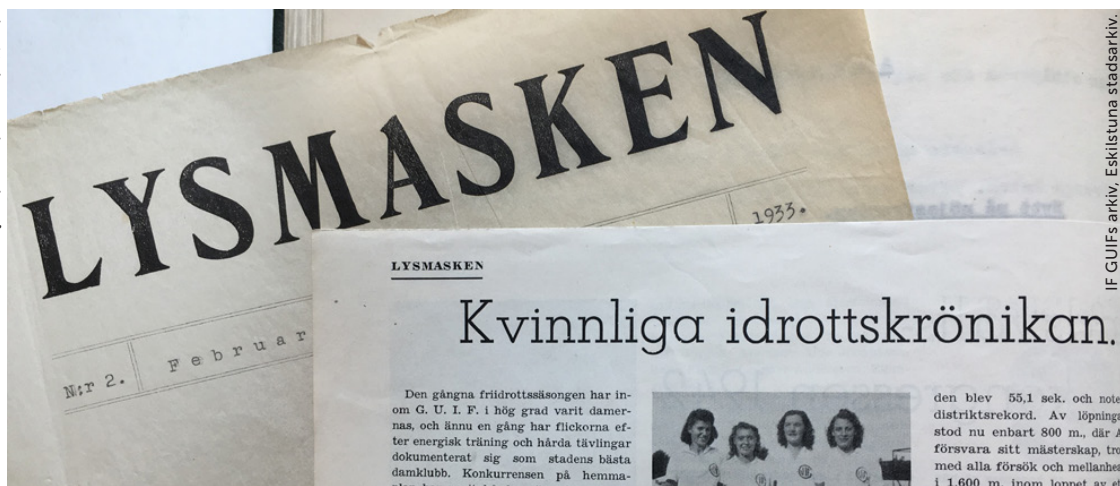 LYSMASKEN
1933.
N:r 2.
Februar
LYSMASKEN
Kvinnliga idrottskrönikan.
Den gångna friidrottssäsongen har in-
om G. U. I. F. i hög grad varit damer-
nas, och ännu en gång har flickorna ef-
ter energisk träning och hårda tävlingar
dokumenterat sig som stadens bästa
damklubb. Konkurrensen på hemma-
den blev 55,1 sek. och note
distriktsrekord. Av löpninga
stod nu enbart 800 m., där A
försvara sitt mästerskap, tro
med alla försök och mellanhe
i 1.600 m. inom loppet av
IF GUIFs arkiv, Eskilstuna stadsarkiv.